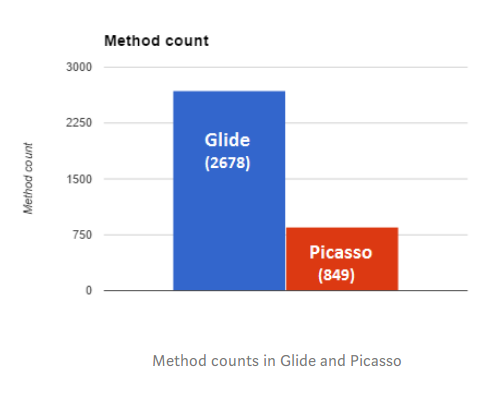 Method count
3000
2250
1500
750
0
Method count
Glide
(2678)
Picasso
(849)
Method counts in Glide and Picasso